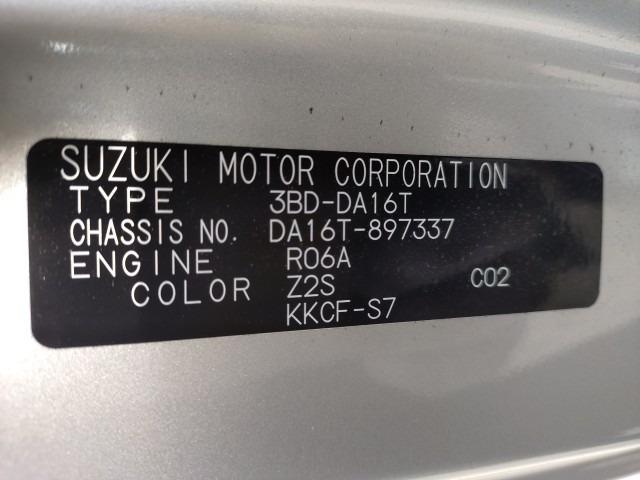 SUZUKI MOTOR CORPORATION
TYPE 3BD-DA16T
CHASSIS NO. DA16T-897337
ENGINE R06A
COLOR Z2S C02
KKCF-S7